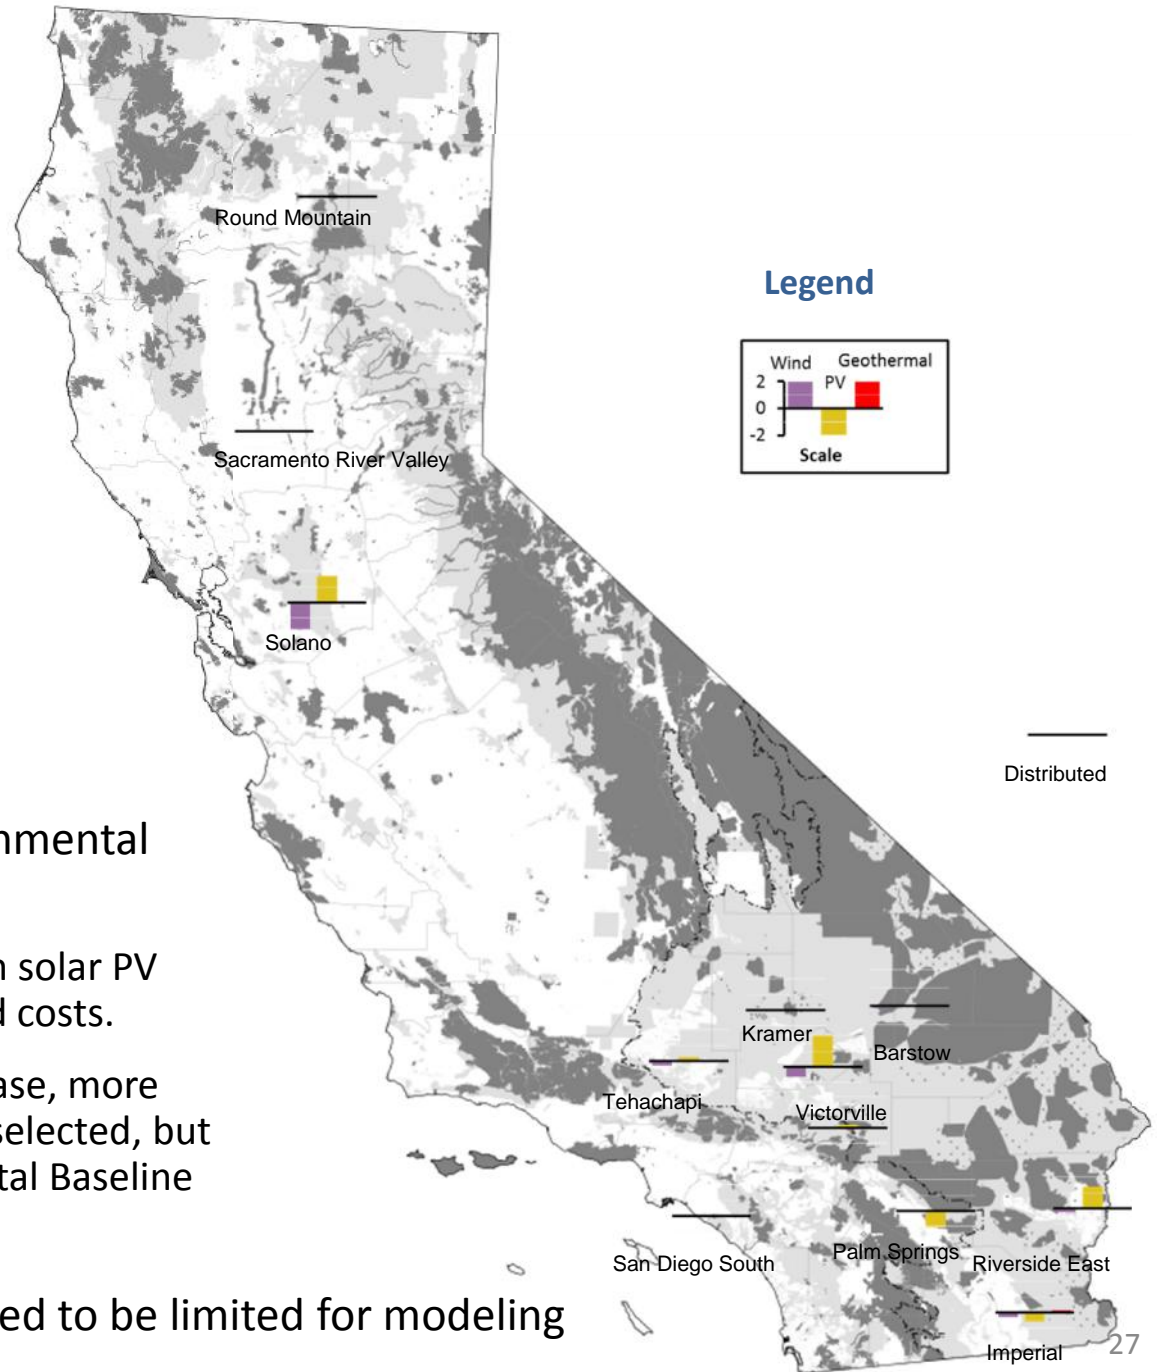 Round Mountain
Legend
Wind Geothermal
2 PV
0
-2
Scale
Sacramento River Valley
Solano
Distributed
nmental
n solar PV
d costs.
Kramer
Barstow
ase, more
Tehachapi
Victorville
selected, but
tal Baseline
San Diego South
Palm Springs
Riverside East
ed to be limited for modeling
Imperial
27